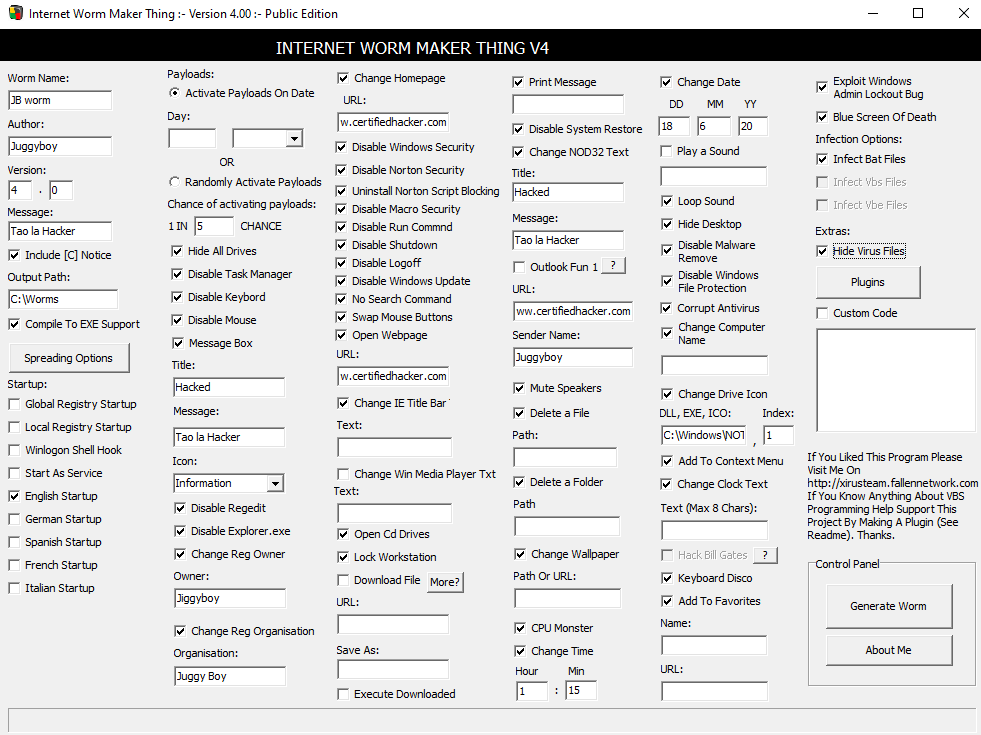 Internet Worm Maker Thing :- Version 4.00 :- Public Edition
INTERNET WORM MAKER THING V4
Worm Name:
JB worm
Author:
Juggyboy
Version:
4 . 0
Message:
Tao la Hacker
Include [C] Notice
Output Path:
C:\Worms
Compile To EXE Support
Spreading Options
Startup:
Global Registry Startup
Local Registry Startup
Winlogon Shell Hook
Start As Service
English Startup
German Startup
Spanish Startup
French Startup
Italian Startup
Payloads:
Activate Payloads On Date
Day:
OR
Randomly Activate Payloads
Chance of activating payloads:
1 IN 5 CHANCE
Hide All Drives
Disable Task Manager
Disable Keybord
Disable Mouse
Message Box
Title:
Hacked
Message:
Tao la Hacker
Icon:
Information
Disable Regedit
Disable Explorer.exe
Change Reg Owner
Owner:
Jiggyboy
Change Reg Organisation
Organisation:
Juggy Boy
Change Homepage
URL:
w.certifiedhacker.com
Disable Windows Security
Disable Norton Security
Uninstall Norton Script Blocking
Disable Macro Security
Disable Run Commnd
Disable Shutdown
Disable Logoff
Disable Windows Update
No Search Command
Swap Mouse Buttons
Open Webpage
URL:
w.certifiedhacker.com
Change IE Title Bar
Text:
Change Win Media Player Txt
Text:
Open Cd Drives
Lock Workstation
Download File More?
URL:
Save As:
Execute Downloaded
Print Message
Disable System Restore
Change NOD32 Text
Title:
Hacked
Message:
Tao la Hacker
Outlook Fun 1 ?
URL:
ww.certifiedhacker.com
Sender Name:
Juggyboy
Mute Speakers
Delete a File
Path:
Delete a Folder
Path
Change Wallpaper
Path Or URL:
CPU Monster
Change Time
Hour Min
1 : 15
Change Date
DD MM YY
18 6 20
Play a Sound
Loop Sound
Hide Desktop
Disable Malware
Remove
Disable Windows
File Protection
Corrupt Antivirus
Change Computer
Name
Change Drive Icon
DLL, EXE, ICO: Index:
C:\Windows\NOT , 1
Add To Context Menu
Change Clock Text
Text (Max 8 Chars):
Hack Bill Gates ?
Keyboard Disco
Add To Favorites
Name:
URL:
Exploit Windows
Admin Lockout Bug
Blue Screen Of Death
Infection Options:
Infect Bat Files
Infect Vbs Files
Infect Vbe Files
Extras:
Hide Virus Files
Plugins
Custom Code
If You Liked This Program Please
Visit Me On
http://xirusteam.fallennetwork.com
If You Know Anything About VBS
Programming Help Support This
Project By Making A Plugin (See
Readme). Thanks.
Control Panel
Generate Worm
About Me